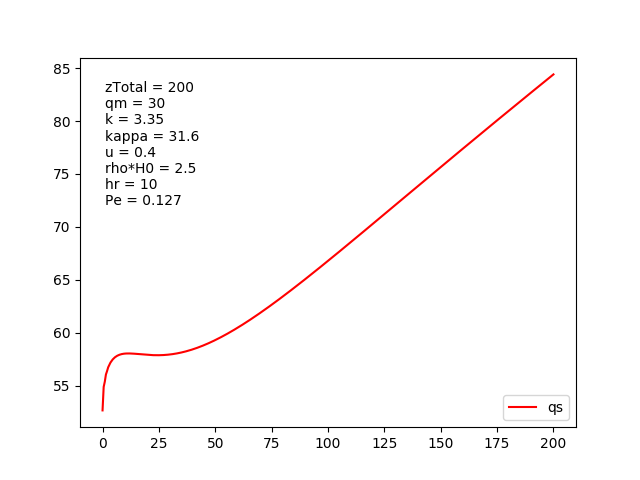 85
80
75
70
65
60
55
zTotal = 200
qm = 30
k = 3.35
kappa = 31.6
u = 0.4
rho*H0 = 2.5
hr = 10
Pe = 0.127
qs
0 25 50 75 100 125 150 175 200